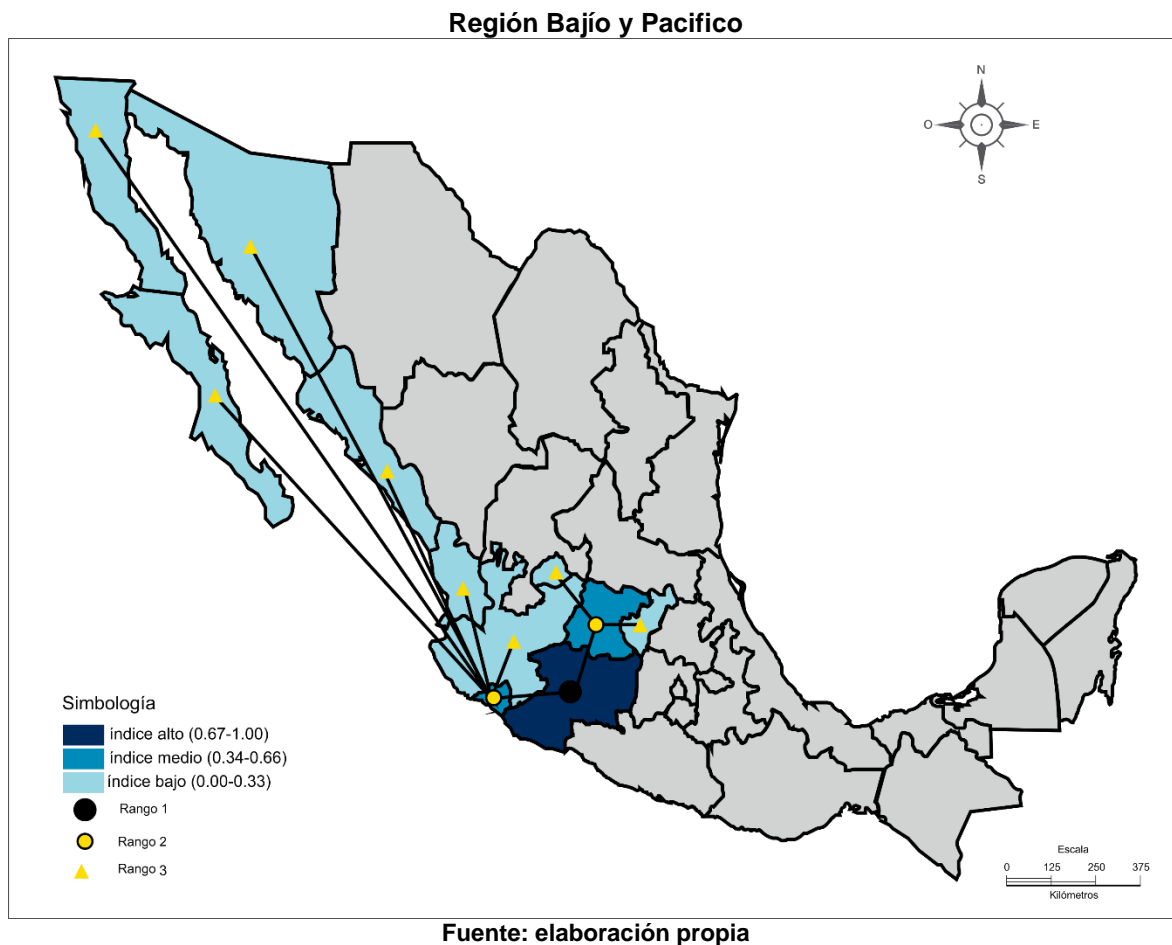 Región Bajío y Pacifico
N
O
E
S
Simbología
índice alto (0.67-1.00)
índice medio (0.34-0.66)
índice bajo (0.00-0.33)
Rango 1
Rango 2
Rango 3
Escala
0 125 250 375
Kilómetros
Fuente: elaboración propia